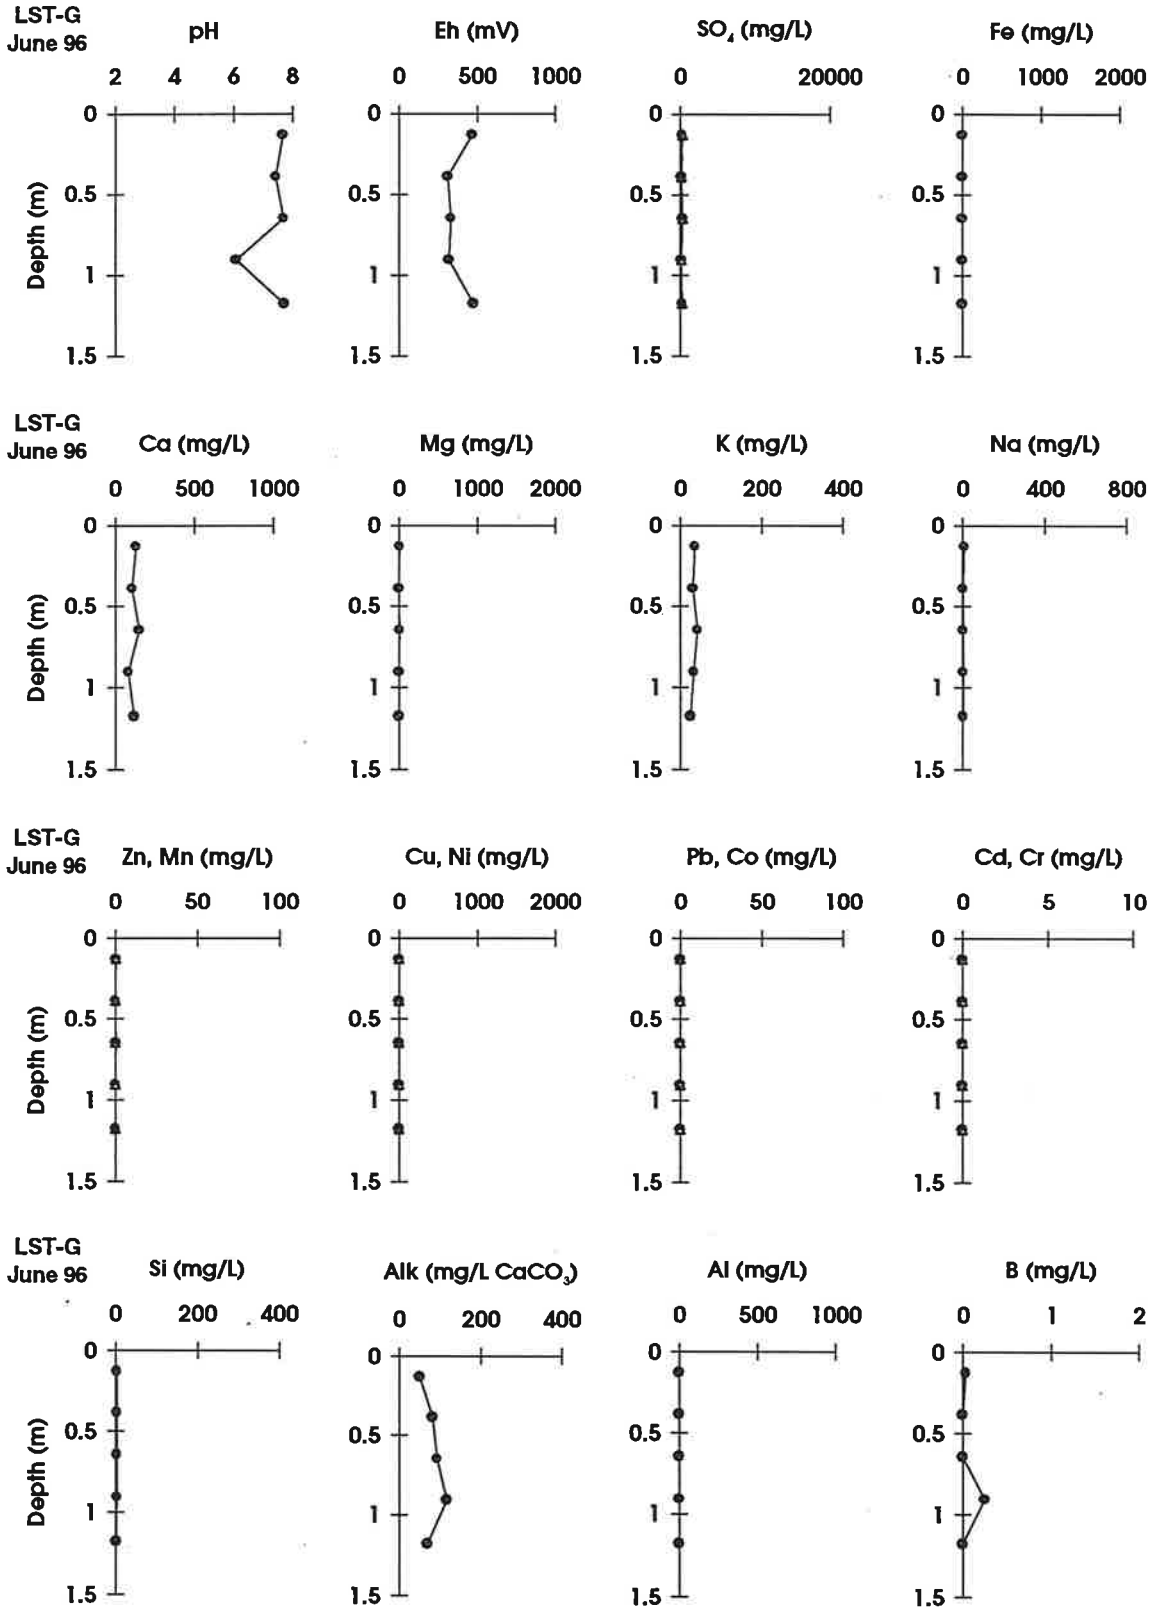 LST-G
June 96
pH
Eh (mV)
SO₄ (mg/L)
Fe (mg/L)
2 4 6 8
0 500 1000
0 20000
0 1000 2000
Depth (m)
0
0.5
1
1.5
0
0.5
1
1.5
0
0.5
1
1.5
0
0.5
1
1.5
LST-G
June 96
Ca (mg/L)
Mg (mg/L)
K (mg/L)
Na (mg/L)
0 500 1000
0 1000 2000
0 200 400
0 400 800
Depth (m)
0
0.5
1
1.5
0
0.5
1
1.5
0
0.5
1
1.5
0
0.5
1
1.5
LST-G
June 96
Zn, Mn (mg/L)
Cu, Ni (mg/L)
Pb, Co (mg/L)
Cd, Cr (mg/L)
0 50 100
0 1000 2000
0 50 100
0 5 10
Depth (m)
0
0.5
1
1.5
0
0.5
1
1.5
0
0.5
1
1.5
0
0.5
1
1.5
LST-G
June 96
Si (mg/L)
Alk (mg/L CaCO₃)
Al (mg/L)
B (mg/L)
0 200 400
0 200 400
0 500 1000
0 1 2
Depth (m)
0
0.5
1
1.5
0
0.5
1
1.5
0
0.5
1
1.5
0
0.5
1
1.5